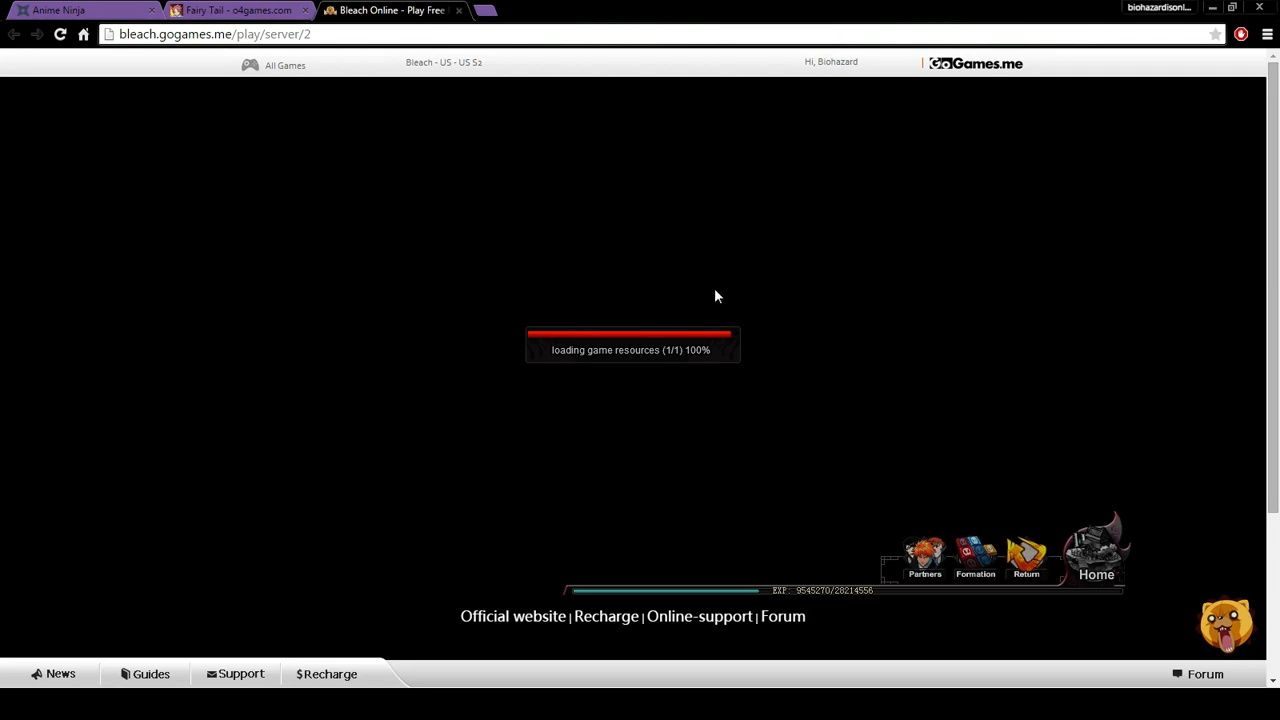 Anime Ninja
Fairy Tail - o4games.com
Bleach Online - Play Free
biohazardisonl...
bleach.gogames.me/play/server/2
All Games
Bleach - US - US S2
Hi, Biohazard
GoGames.me
loading game resources (1/1) 100%
Partners
Formation
Return
Home
EXP: 9545270/28214556
Official website | Recharge | Online-support | Forum
News
Guides
Support
$Recharge
Forum